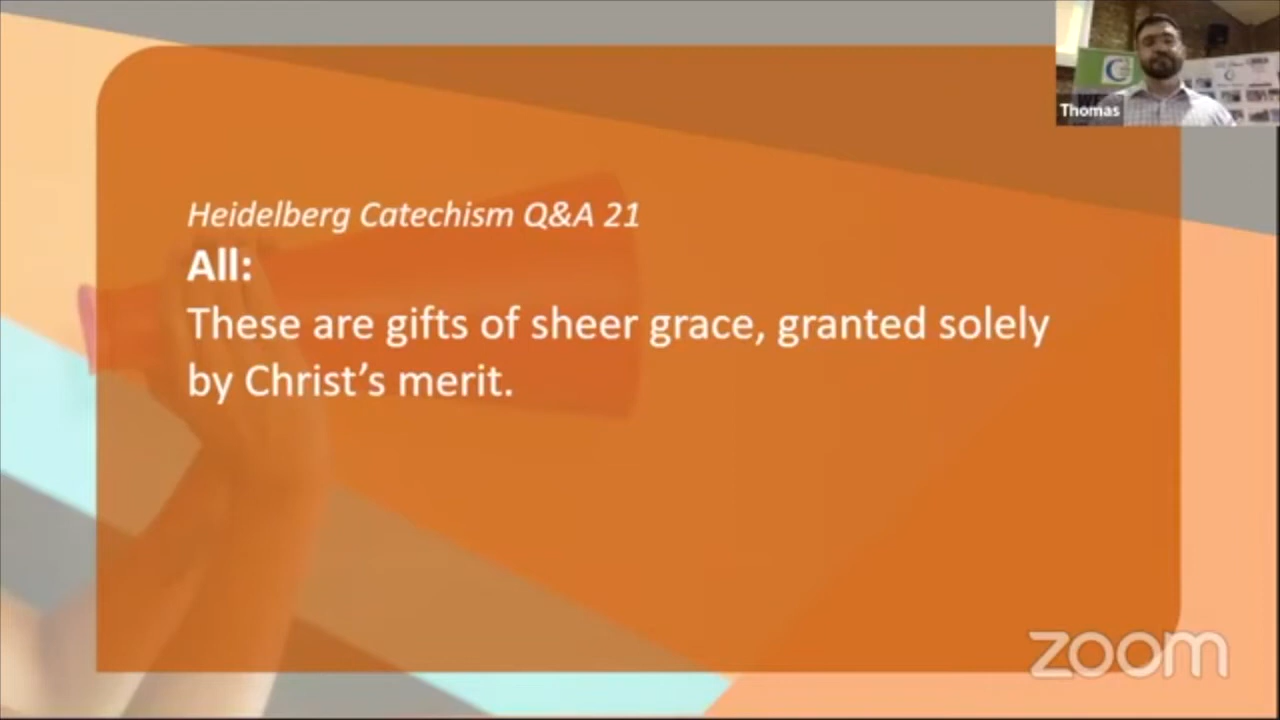 Thomas
Heidelberg Catechism Q&A 21
All:
These are gifts of sheer grace, granted solely
by Christ’s merit.
zoom